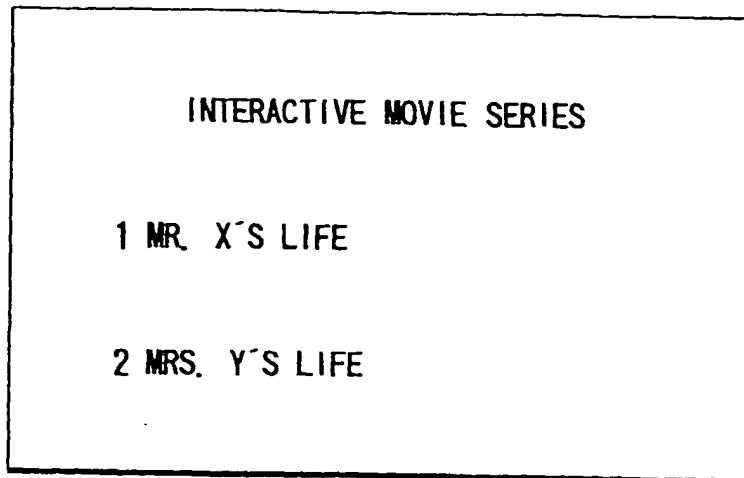 INTERACTIVE MOVIE SERIES
1 MR. X´S LIFE
2 MRS. Y´S LIFE